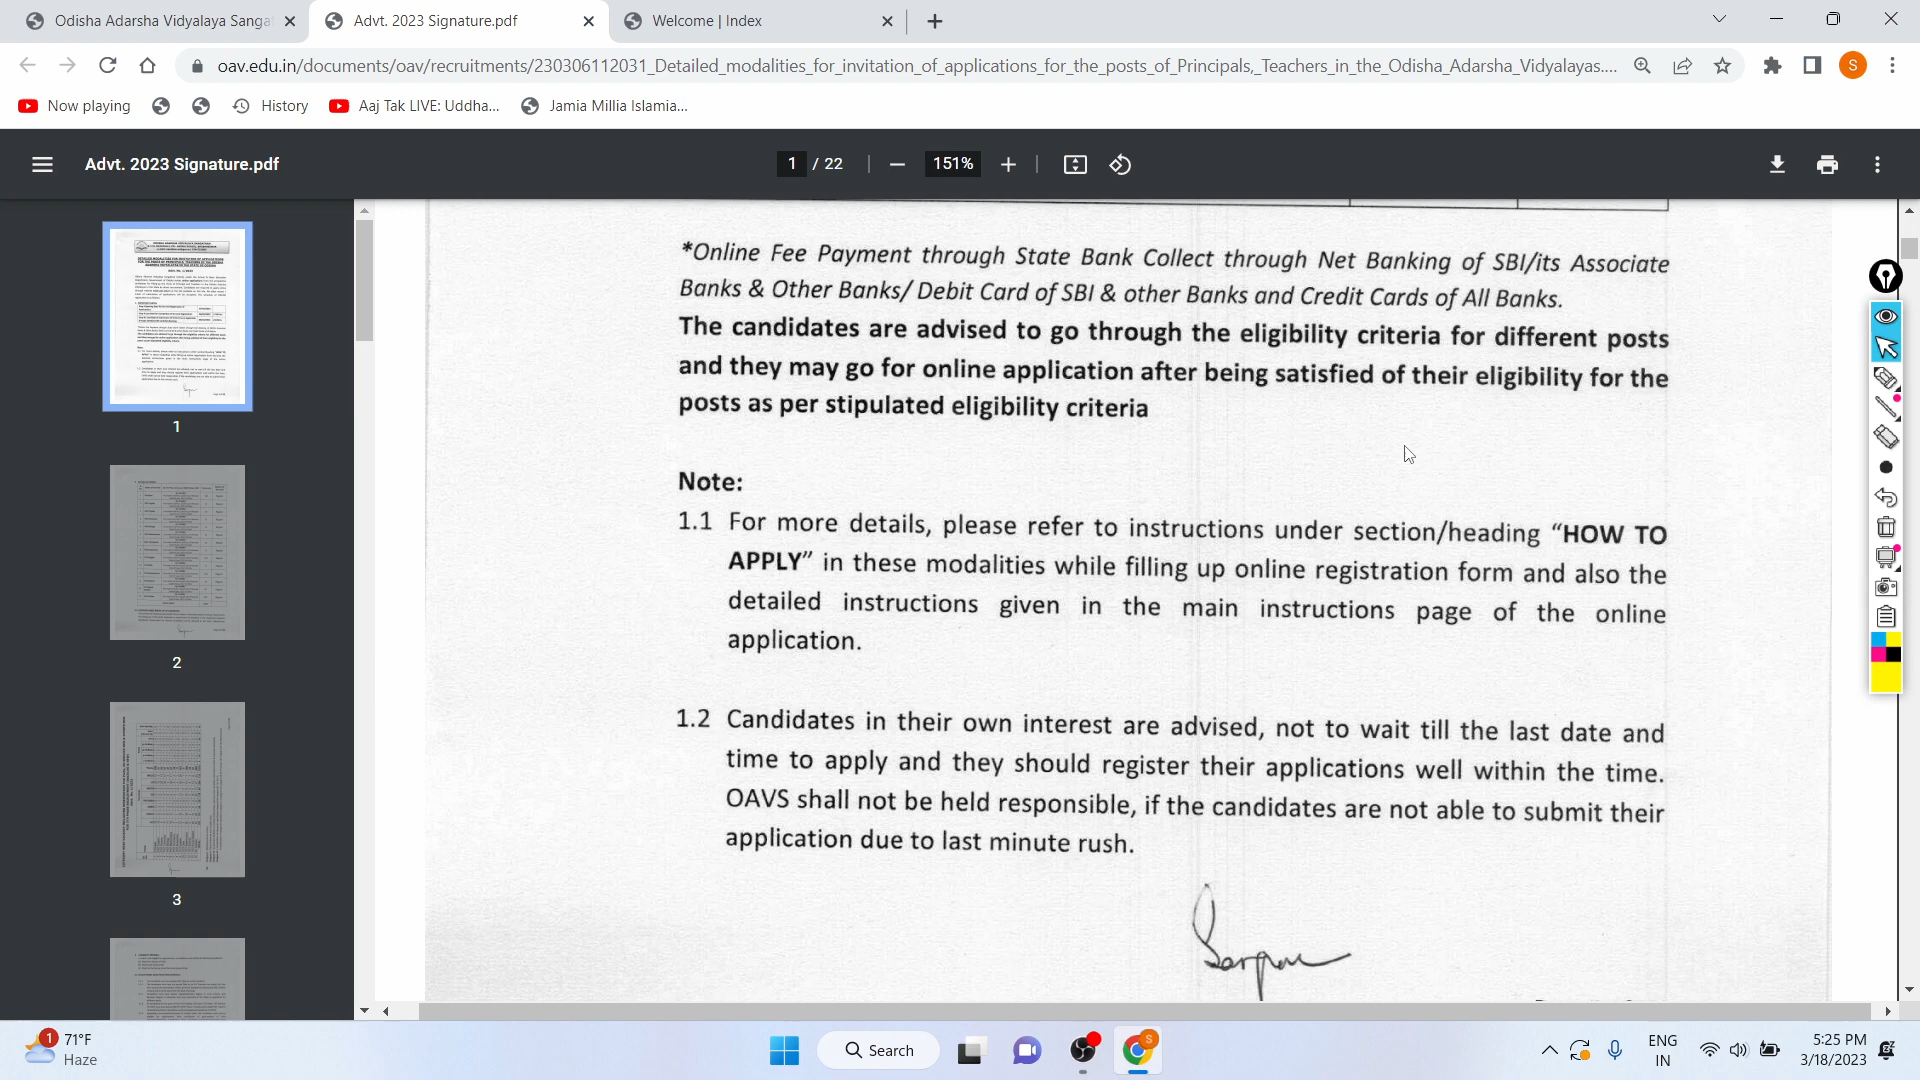 Odisha Adarsha Vidyalaya Sanga
Advt. 2023 Signature.pdf
Welcome | Index
oav.edu.in/documents/oav/recruitments/230306112031_Detailed_modalities_for_invitation_of_applications_for_the_posts_of_Principals,_Teachers_in_the_Odisha_Adarsha_Vidyalayas....
S
Now playing
History
Aaj Tak LIVE: Uddha...
Jamia Millia Islamia...
Advt. 2023 Signature.pdf
1 / 22
151%
*Online Fee Payment through State Bank Collect through Net Banking of SBI/its Associate
Banks & Other Banks/ Debit Card of SBI & other Banks and Credit Cards of All Banks.
The candidates are advised to go through the eligibility criteria for different posts
and they may go for online application after being satisfied of their eligibility for the
posts as per stipulated eligibility criteria
Note:
1.1 For more details, please refer to instructions under section/heading “HOW TO
APPLY” in these modalities while filling up online registration form and also the
detailed instructions given in the main instructions page of the online
application.
1.2 Candidates in their own interest are advised, not to wait till the last date and
time to apply and they should register their applications well within the time.
OAVS shall not be held responsible, if the candidates are not able to submit their
application due to last minute rush.
1
2
3
1
71°F
Haze
Search
S
ENG
IN
5:25 PM
3/18/2023